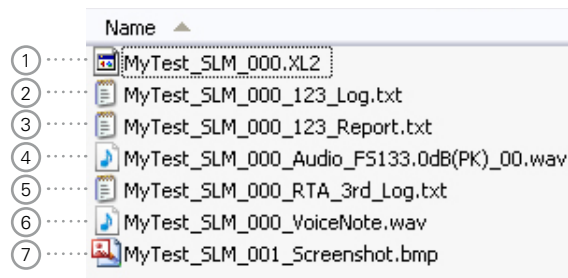 Name
1 MyTest_SLM_000.XL2
2 MyTest_SLM_000_123_Log.txt
3 MyTest_SLM_000_123_Report.txt
4 MyTest_SLM_000_Audio_FS133.0dB(PK)_00.wav
5 MyTest_SLM_000_RTA_3rd_Log.txt
6 MyTest_SLM_000_VoiceNote.wav
7 MyTest_SLM_001_Screenshot.bmp